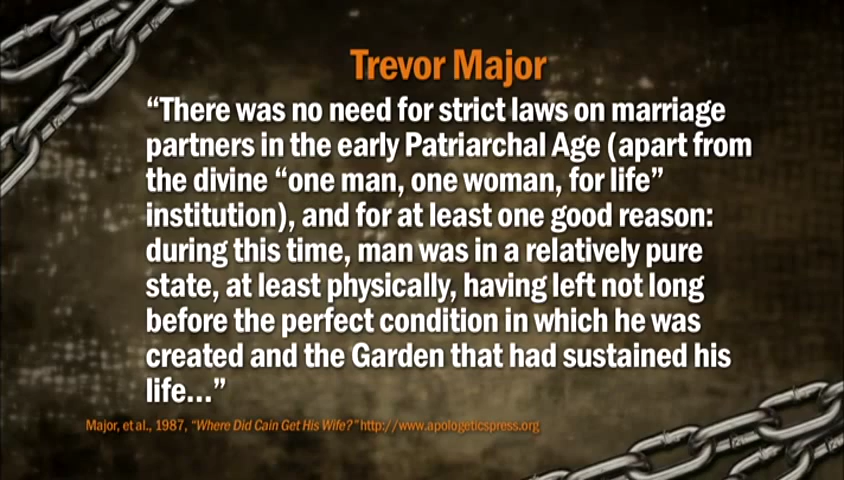 Trevor Major
“There was no need for strict laws on marriage
partners in the early Patriarchal Age (apart from
the divine “one man, one woman, for life”
institution), and for at least one good reason:
during this time, man was in a relatively pure
state, at least physically, having left not long
before the perfect condition in which he was
created and the Garden that had sustained his
life...”
Major, et al., 1987, “Where Did Cain Get His Wife?” http://www.apologeticspress.org